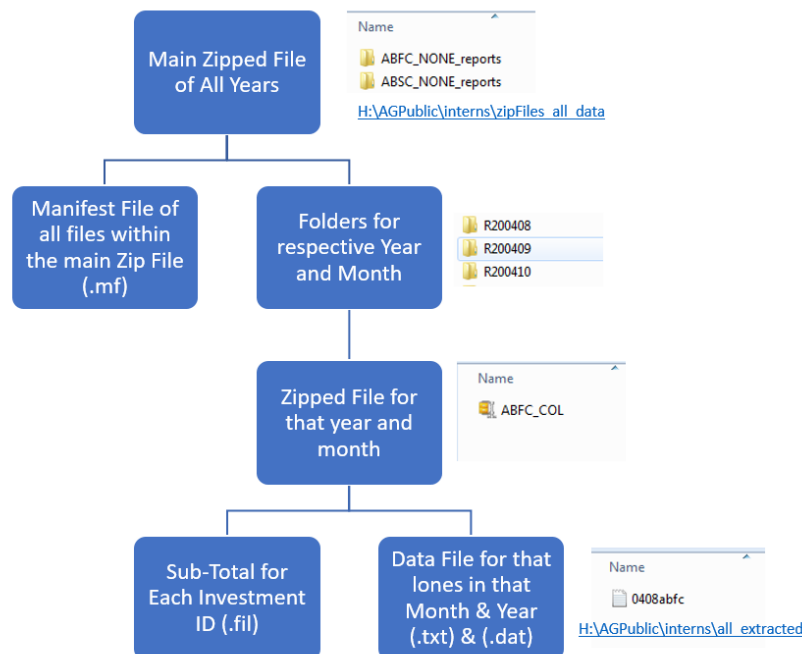 Main Zipped File
of All Years
Name
ABFC_NONE_reports
ABSC_NONE_reports
H:\AGPublic\interns\zipFiles_all_data
Manifest File of
all files within
the main Zip File
(.mf)
Folders for
respective Year
and Month
R200408
R200409
R200410
Zipped File for
that year and
month
Name
ABFC_COL
Sub-Total for
Each Investment
ID (.fil)
Data File for that
lones in that
Month & Year
(.txt) & (.dat)
Name
0408abfc
H:\AGPublic\interns\all_extracted